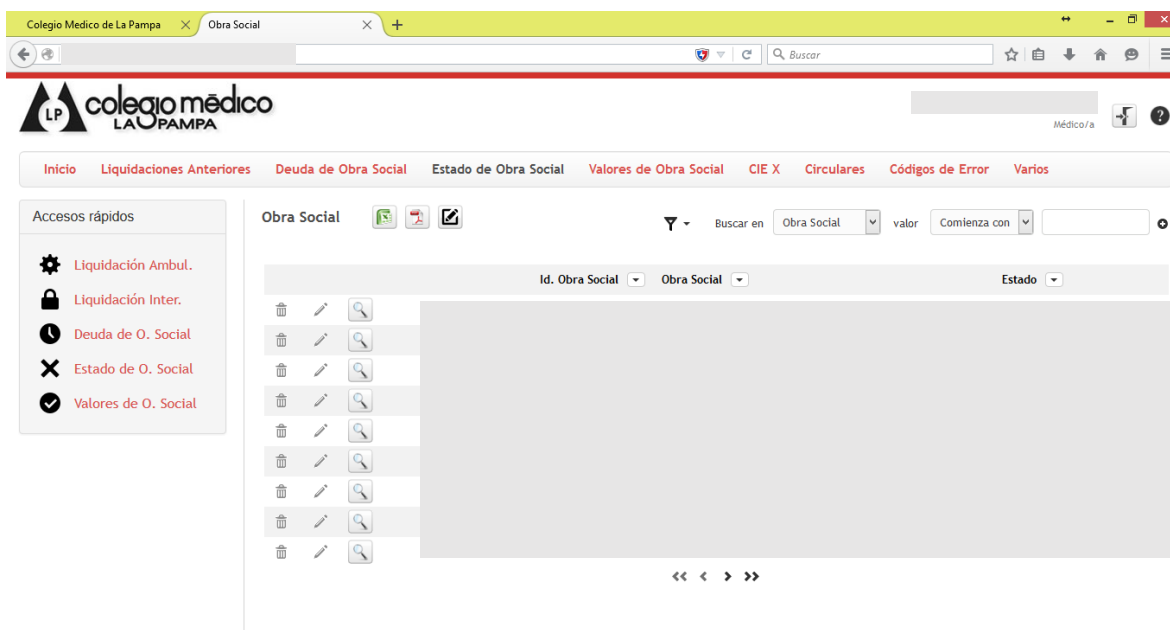 Colegio Medico de La Pampa
Obra Social
Buscar
LP colegio mēdico
LA PAMPA
Médico/a
Inicio Liquidaciones Anteriores Deuda de Obra Social Estado de Obra Social Valores de Obra Social CIE X Circulares Códigos de Error Varios
Accesos rápidos
Liquidación Ambul.
Liquidación Inter.
Deuda de O. Social
Estado de O. Social
Valores de O. Social
Obra Social
Buscar en Obra Social valor Comienza con
Id. Obra Social Obra Social Estado